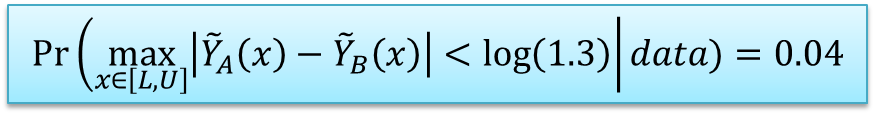 Pr ( max_{x∈[L,U]} |Ỹ_A(x) − Ỹ_B(x)| < log(1.3) | data) = 0.04